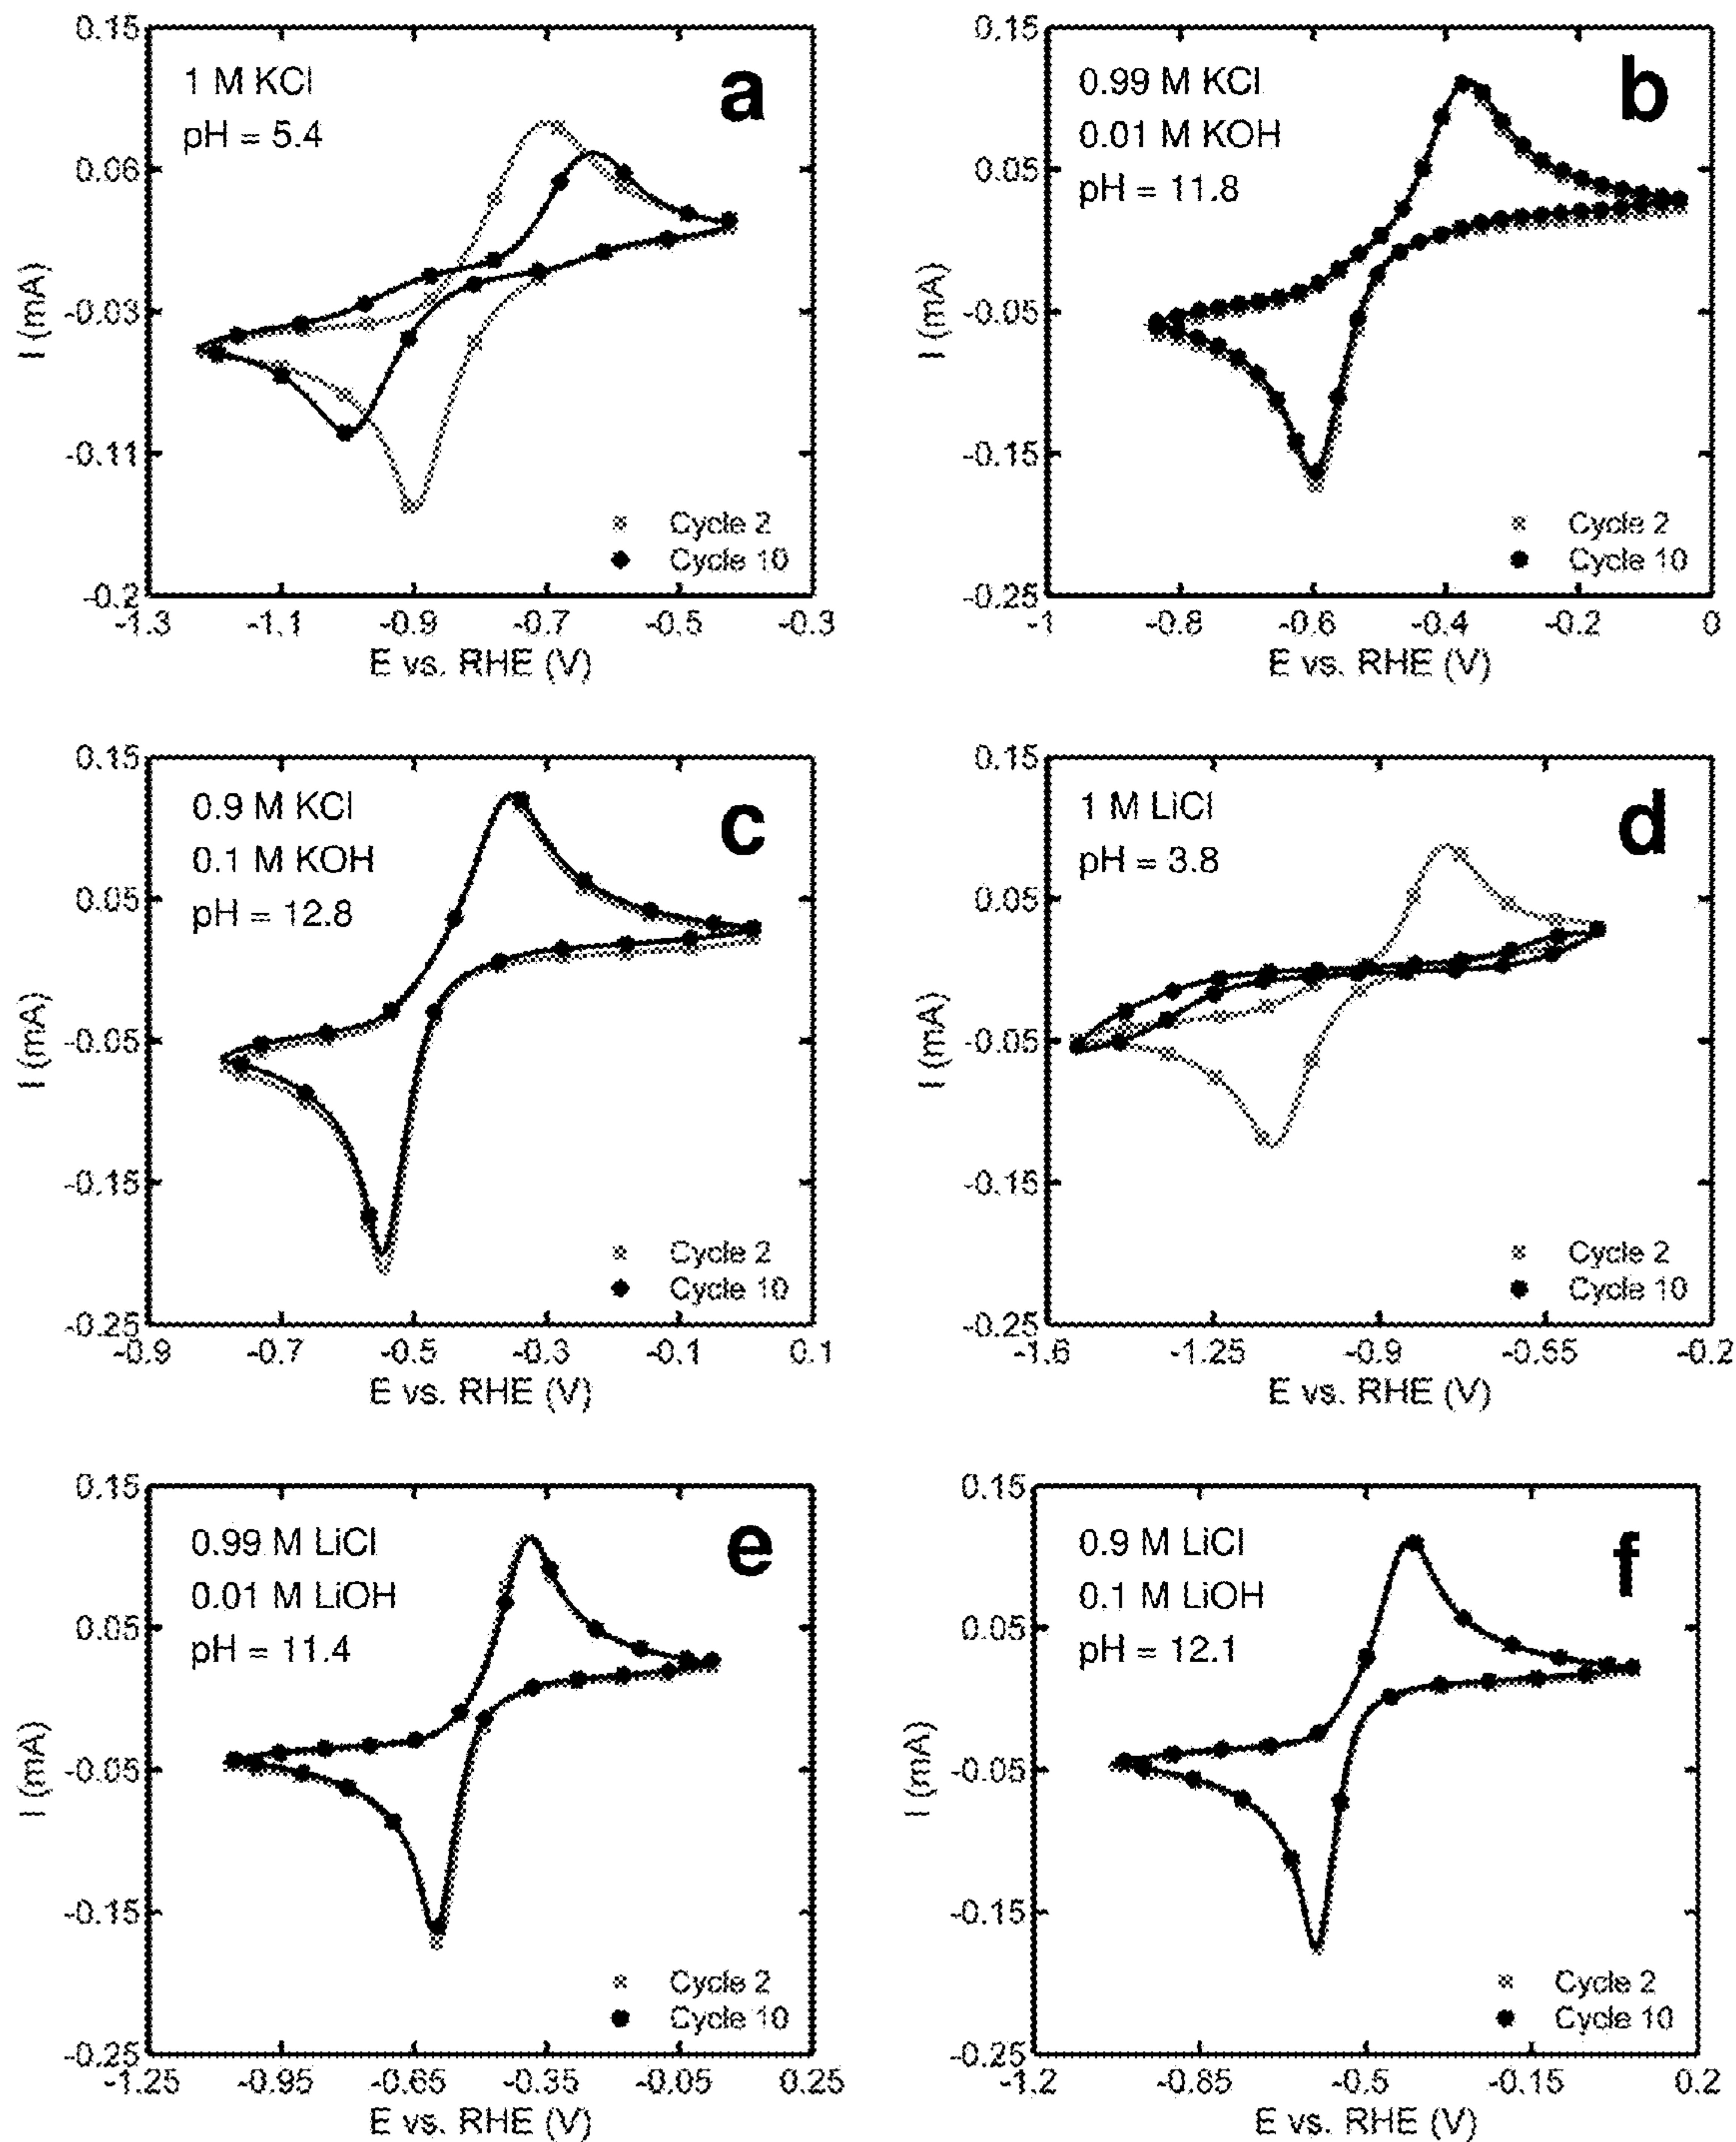 a
1 M KCl
pH = 5.4
0.15
0.06
-0.03
-0.11
-0.2
I (mA)
Cycle 2
Cycle 10
-1.3 -1.1 -0.9 -0.7 -0.5 -0.3
E vs. RHE (V)
b
0.99 M KCl
0.01 M KOH
pH = 11.8
0.15
0.05
-0.05
-0.15
-0.25
I (mA)
Cycle 2
Cycle 10
-1 -0.8 -0.6 -0.4 -0.2 0
E vs. RHE (V)
c
0.9 M KCl
0.1 M KOH
pH = 12.8
0.15
0.05
-0.05
-0.15
-0.25
I (mA)
Cycle 2
Cycle 10
-0.9 -0.7 -0.5 -0.3 -0.1 0.1
E vs. RHE (V)
d
1 M LiCl
pH = 3.8
0.15
0.05
-0.05
-0.15
-0.25
I (mA)
Cycle 2
Cycle 10
-1.6 -1.25 -0.9 -0.55 -0.2
E vs. RHE (V)
e
0.99 M LiCl
0.01 M LiOH
pH = 11.4
0.15
0.05
-0.05
-0.15
-0.25
I (mA)
Cycle 2
Cycle 10
-1.25 -0.95 -0.65 -0.35 -0.05 0.25
E vs. RHE (V)
f
0.9 M LiCl
0.1 M LiOH
pH = 12.1
0.15
0.05
-0.05
-0.15
-0.25
I (mA)
Cycle 2
Cycle 10
-1.2 -0.85 -0.5 -0.15 0.2
E vs. RHE (V)